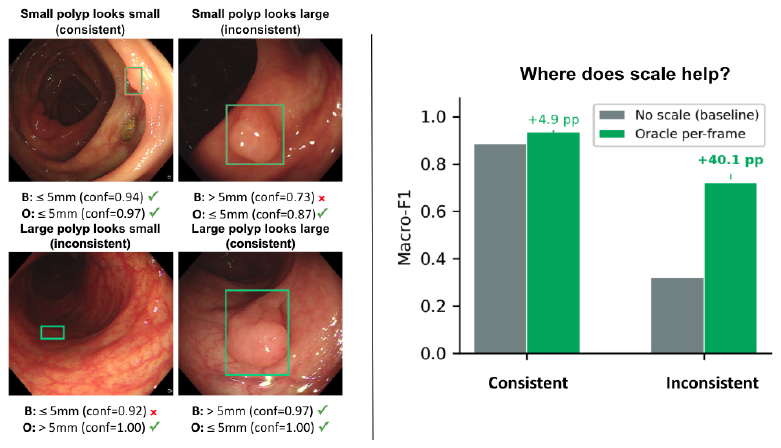 Small polyp looks small
(consistent)
Small polyp looks large
(inconsistent)
B: ≤ 5mm (conf=0.94) ✓
O: ≤ 5mm (conf=0.97) ✓
B: > 5mm (conf=0.73) ×
O: ≤ 5mm (conf=0.87) ✓
Large polyp looks small
(inconsistent)
Large polyp looks large
(consistent)
B: ≤ 5mm (conf=0.92) ×
O: > 5mm (conf=1.00) ✓
B: > 5mm (conf=0.97) ✓
O: ≤ 5mm (conf=1.00) ✓
Where does scale help?
No scale (baseline)
Oracle per-frame
+4.9 pp
+40.1 pp
Macro-F1
1.0
0.8
0.6
0.4
0.2
0.0
Consistent
Inconsistent